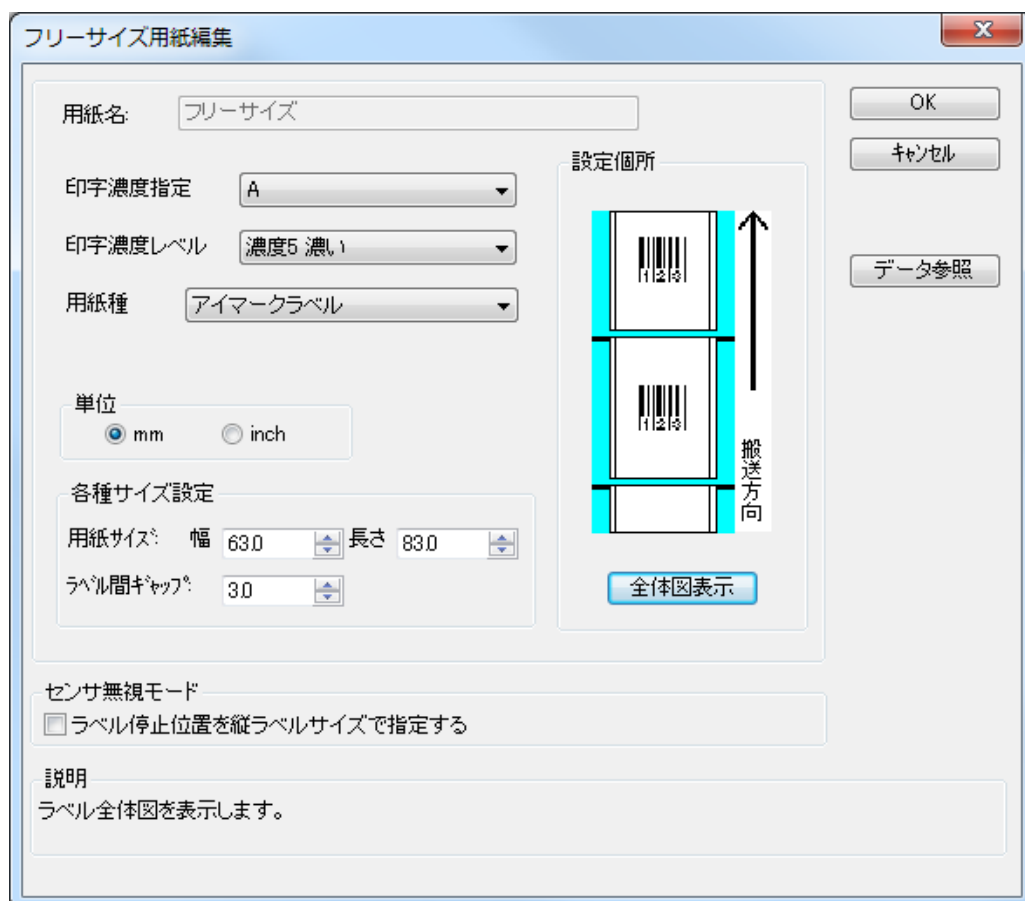 フリーサイズ用紙編集
用紙名: フリーサイズ
OK
キャンセル
データ参照
印字濃度指定 A
印字濃度レベル 濃度5 濃い
用紙種 アイマークラベル
単位
mm inch
各種サイズ設定
用紙サイズ: 幅 63.0 長さ 83.0
ラベル間ギャップ: 3.0
設定個所
123
123
搬送方向
全体図表示
センサ無視モード
ラベル停止位置を縦ラベルサイズで指定する
説明
ラベル全体図を表示します。